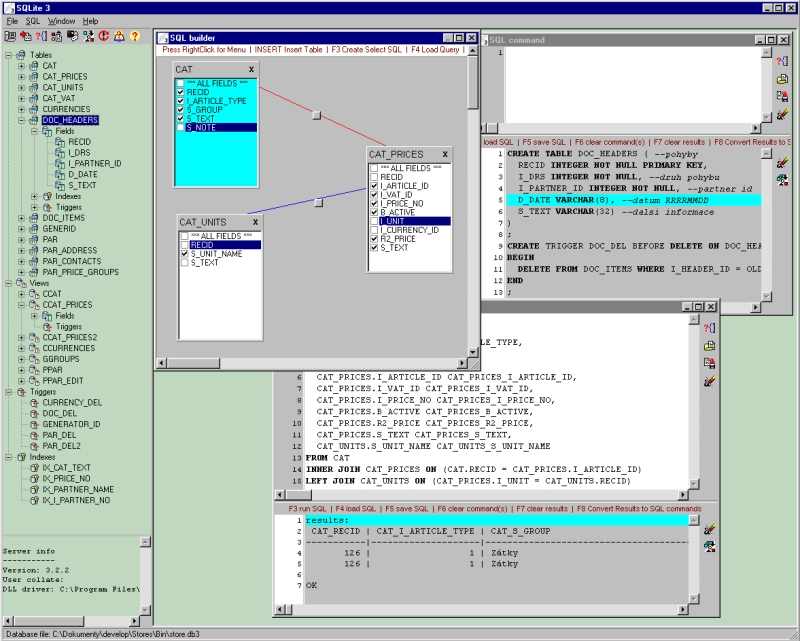 SQLite 3
File SQL Window Help
Tables
CAT
CAT_PRICES
CAT_UNITS
CAT_VAT
CURRENCIES
DOC_HEADERS
Fields
RECID
I_DRS
I_PARTNER_ID
D_DATE
S_TEXT
Indexes
Triggers
DOC_ITEMS
GENERID
PAR
PAR_ADDRESS
PAR_CONTACTS
PAR_PRICE_GROUPS
Views
CCAT
CCAT_PRICES
Fields
Triggers
CCAT_PRICES2
CCURRENCIES
GGROUPS
PPAR
PPAR_EDIT
Triggers
CURRENCY_DEL
DOC_DEL
GENERATOR_ID
PAR_DEL
PAR_DEL2
Indexes
IX_CAT_TEXT
IX_PRICE_NO
IX_PARTNER_NAME
IX_I_PARTNER_NO
Server info
-----------
Version: 3.2.2
User collate:
DLL driver: C:\Program Files\
SQL builder
Press RightClick for Menu | INSERT Insert Table | F3 Create Select SQL | F4 Load Query |
CAT x
*** ALL FIELDS ***
RECID
I_ARTICLE_TYPE
S_GROUP
S_TEXT
S_NOTE
CAT_PRICES x
*** ALL FIELDS ***
RECID
I_ARTICLE_ID
I_VAT_ID
I_PRICE_NO
B_ACTIVE
I_UNIT
I_CURRENCY_ID
R2_PRICE
S_TEXT
CAT_UNITS x
*** ALL FIELDS ***
RECID
S_UNIT_NAME
S_TEXT
SQL command
1
load SQL | F5 save SQL | F6 clear command(s) | F7 clear results | F8 Convert Results to SQL
1 CREATE TABLE DOC_HEADERS ( --pohyby
2 RECID INTEGER NOT NULL PRIMARY KEY,
3 I_DRS INTEGER NOT NULL, --druh pohybu
4 I_PARTNER_ID INTEGER NOT NULL, --partner id
5 D_DATE VARCHAR(8), --datum RRRRMMDD
6 S_TEXT VARCHAR(32) --dalsi informace
7 )
8 ;
9 CREATE TRIGGER DOC_DEL BEFORE DELETE ON DOC_HEA
10 BEGIN
11 DELETE FROM DOC_ITEMS WHERE I_HEADER_ID = OLD
12 END
13 ;
LE_TYPE,
6 CAT_PRICES.I_ARTICLE_ID CAT_PRICES_I_ARTICLE_ID,
7 CAT_PRICES.I_VAT_ID CAT_PRICES_I_VAT_ID,
8 CAT_PRICES.I_PRICE_NO CAT_PRICES_I_PRICE_NO,
9 CAT_PRICES.B_ACTIVE CAT_PRICES_B_ACTIVE,
10 CAT_PRICES.R2_PRICE CAT_PRICES_R2_PRICE,
11 CAT_PRICES.S_TEXT CAT_PRICES_S_TEXT,
12 CAT_UNITS.S_UNIT_NAME CAT_UNITS_S_UNIT_NAME
13 FROM CAT
14 INNER JOIN CAT_PRICES ON (CAT.RECID = CAT_PRICES.I_ARTICLE_ID)
15 LEFT JOIN CAT_UNITS ON (CAT_PRICES.I_UNIT = CAT_UNITS.RECID)
F3 run SQL | F4 load SQL | F5 save SQL | F6 clear command(s) | F7 clear results | F8 Convert Results to SQL commands
1 results:
2 CAT_RECID | CAT_I_ARTICLE_TYPE | CAT_S_GROUP
3
4 126 | 1 | Zátky
5 126 | 1 | Zátky
6
7 OK
Database file: C:\Dokumenty\develop\Stores\Bin\store.db3